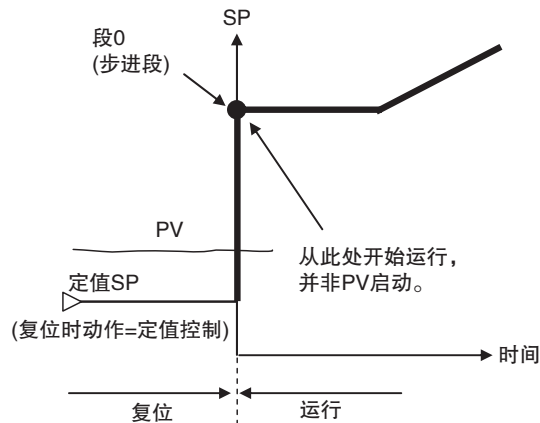 SP
段0
(步进段)
PV
从此处开始运行，
并非PV启动。
定值SP
(复位时动作=定值控制)
时间
复位
运行